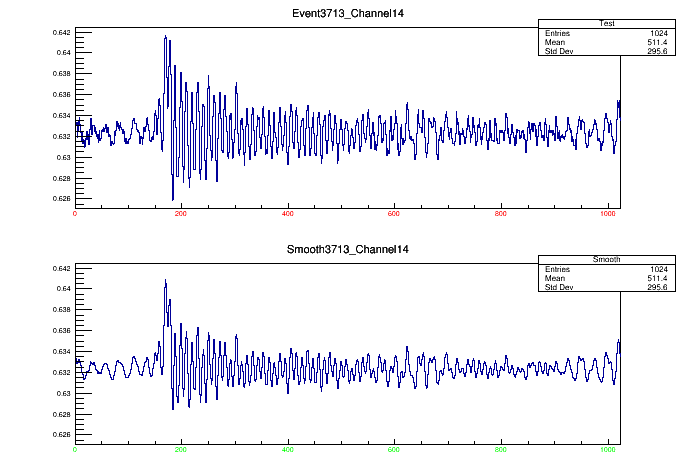 Event3713_Channel14
Test
Entries 1024
Mean 511.4
Std Dev 295.6
0.642
0.64
0.638
0.636
0.634
0.632
0.63
0.628
0.626
0 200 400 600 800 1000
Smooth3713_Channel14
Smooth
Entries 1024
Mean 511.4
Std Dev 295.6
0.642
0.64
0.638
0.636
0.634
0.632
0.63
0.628
0.626
0 200 400 600 800 1000